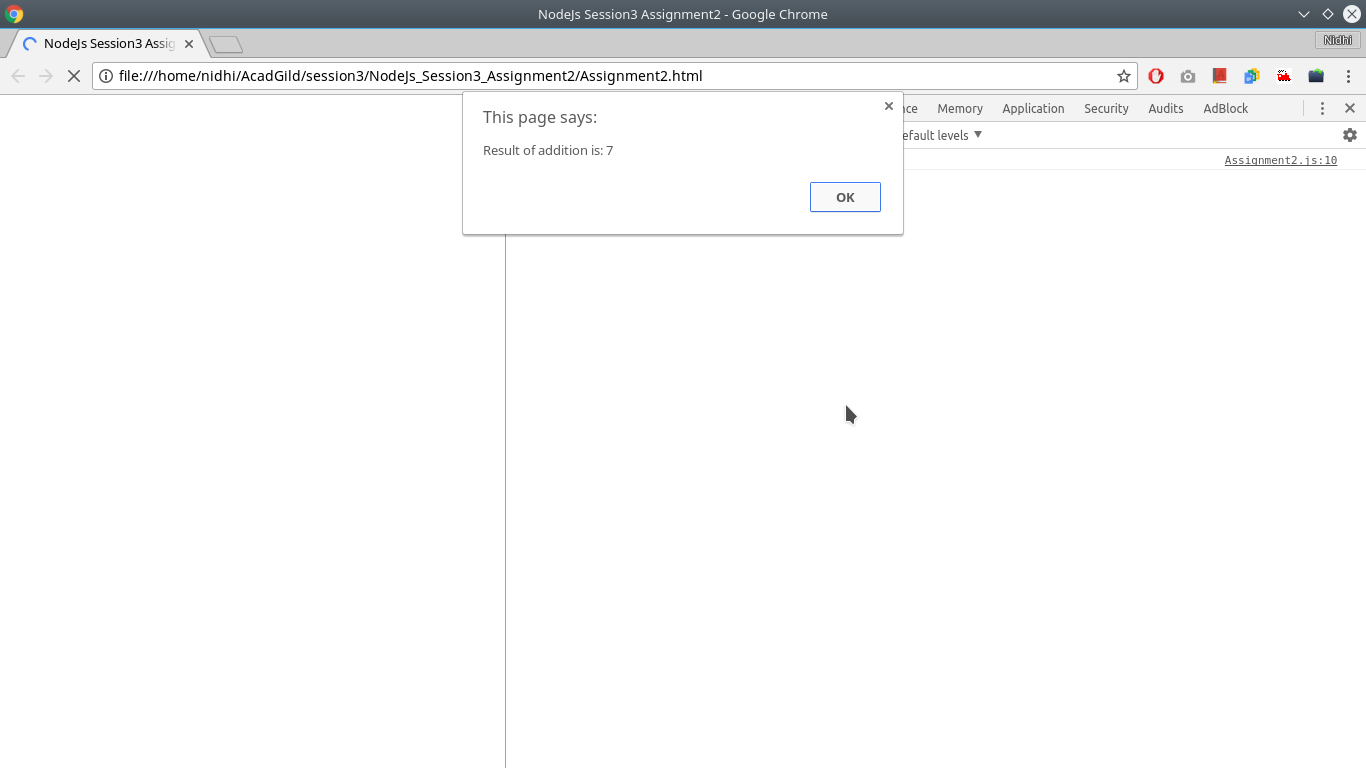 NodeJs Session3 Assignment2 - Google Chrome
NodeJs Session3 Assig
Nidhi
file:///home/nidhi/AcadGild/session3/NodeJs_Session3_Assignment2/Assignment2.html
nce Memory Application Security Audits AdBlock
This page says:
efault levels
Result of addition is: 7
Assignment2.js:10
OK